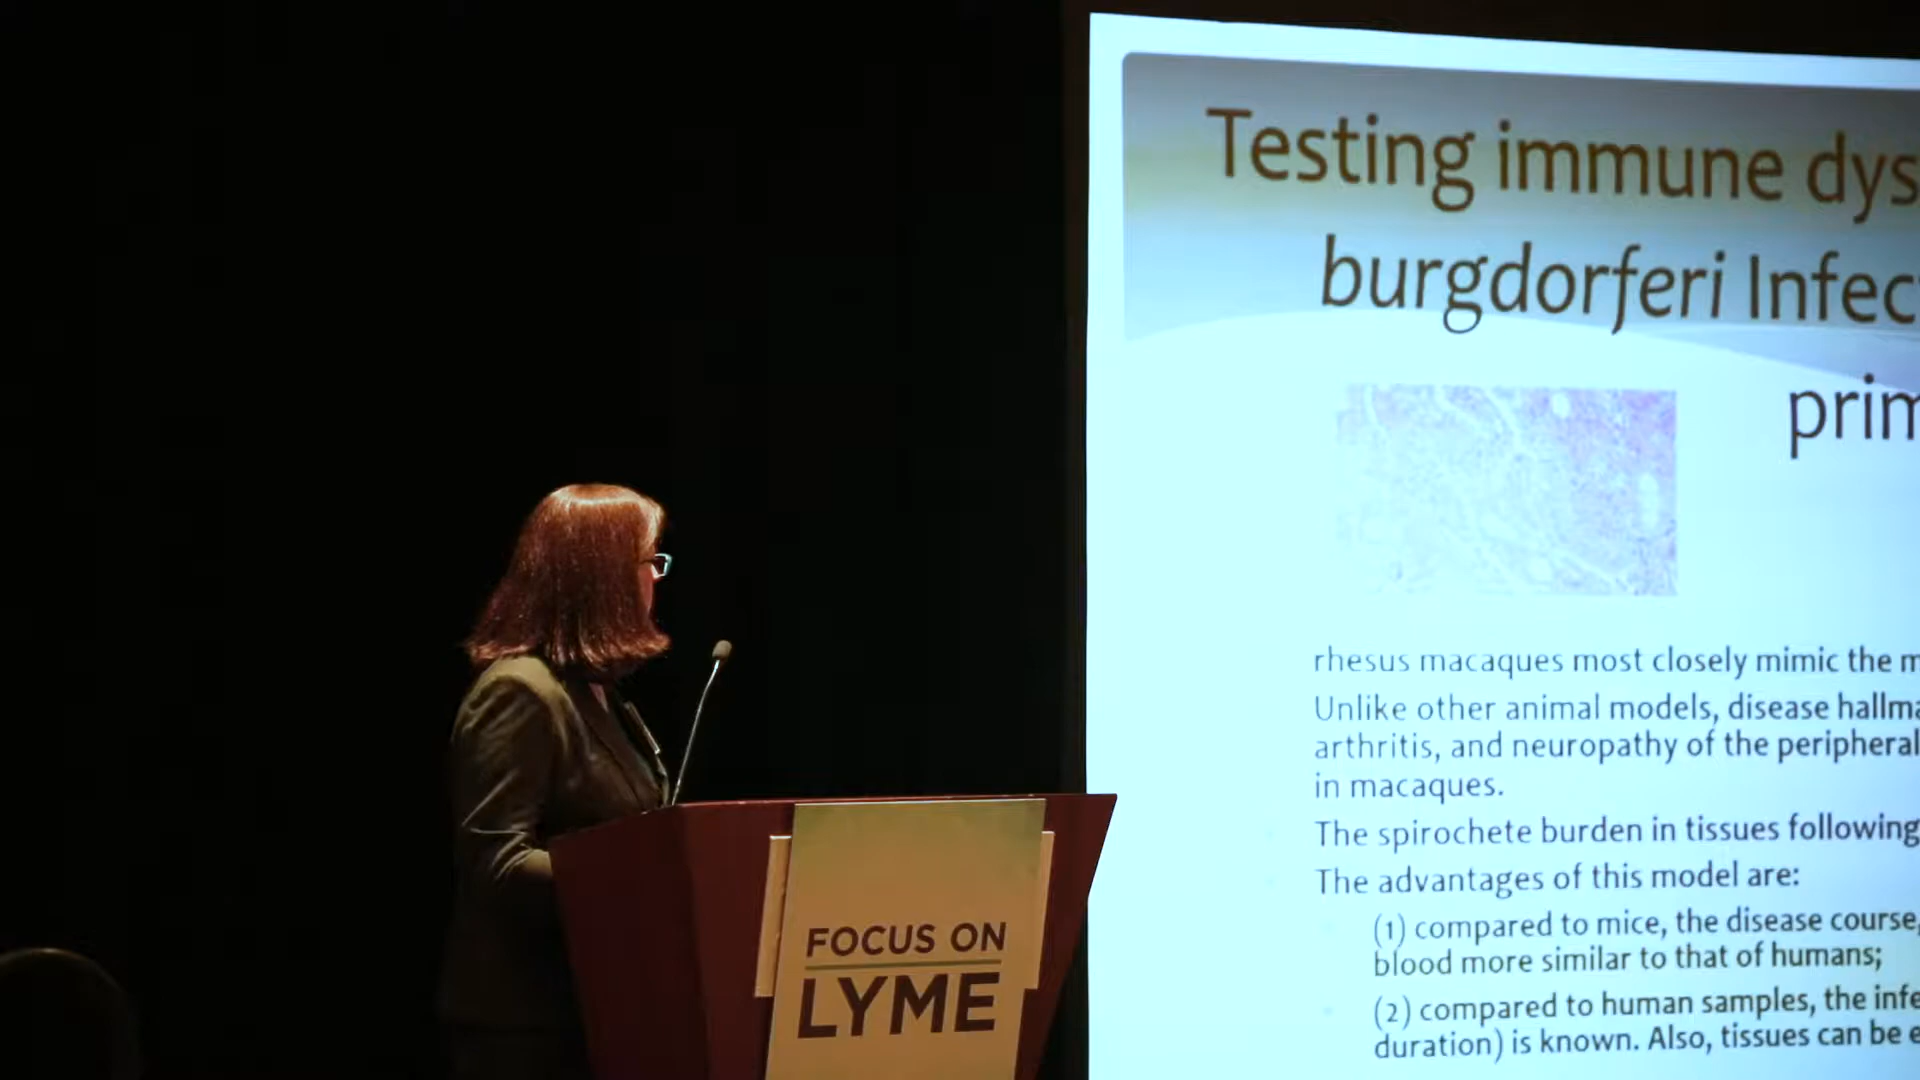 Testing immune dys
burgdorferi Infec
prim
rhesus macaques most closely mimic the m
Unlike other animal models, disease hallma
arthritis, and neuropathy of the peripheral
in macaques.
The spirochete burden in tissues following
The advantages of this model are:
(1) compared to mice, the disease course,
blood more similar to that of humans;
(2) compared to human samples, the infe
duration) is known. Also, tissues can be e
FOCUS ON
LYME